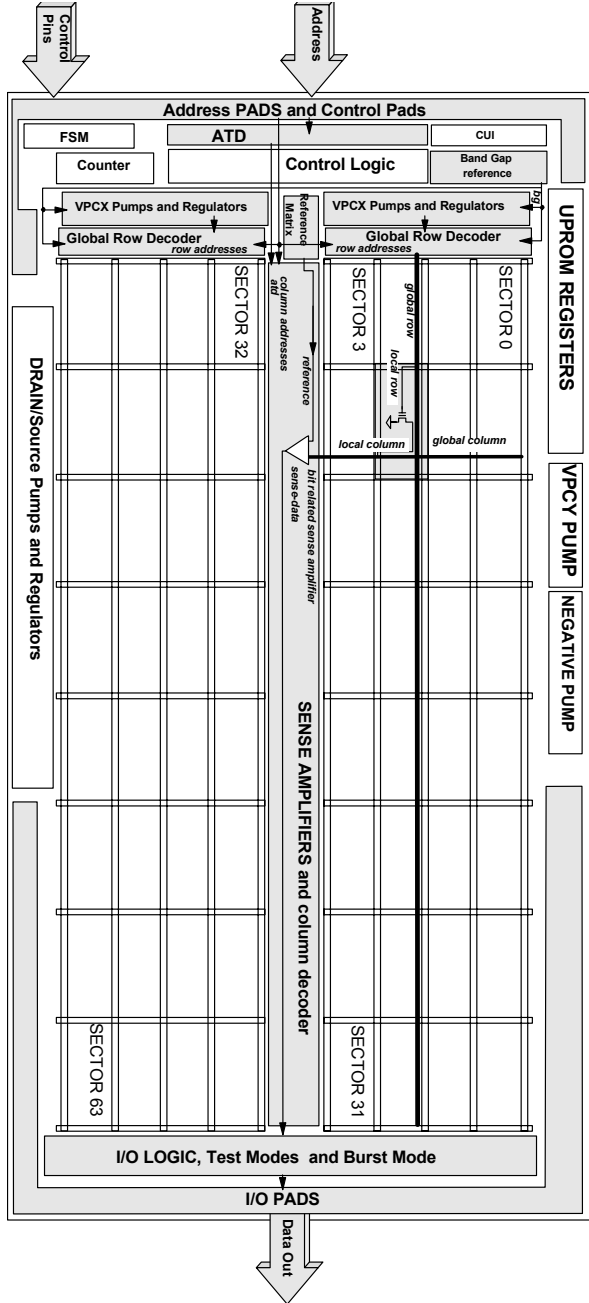 Control
Pins
Address
Address PADS and Control Pads
FSM
ATD
CUI
Counter
Control Logic
Band Gap
reference
bg
VPCX Pumps and Regulators
Reference
Matrix
VPCX Pumps and Regulators
Global Row Decoder
row addresses
Global Row Decoder
row addresses
UPROM REGISTERS
SECTOR 32
column addresses
atd
SECTOR 3
global row
SECTOR 0
reference
local row
local column
global column
DRAIN/Source Pumps and Regulators
bit related sense amplifier
sense-data
VPCY PUMP
NEGATIVE PUMP
SENSE AMPLIFIERS and column decoder
SECTOR 63
SECTOR 31
I/O LOGIC, Test Modes and Burst Mode
I/O PADS
Data Out